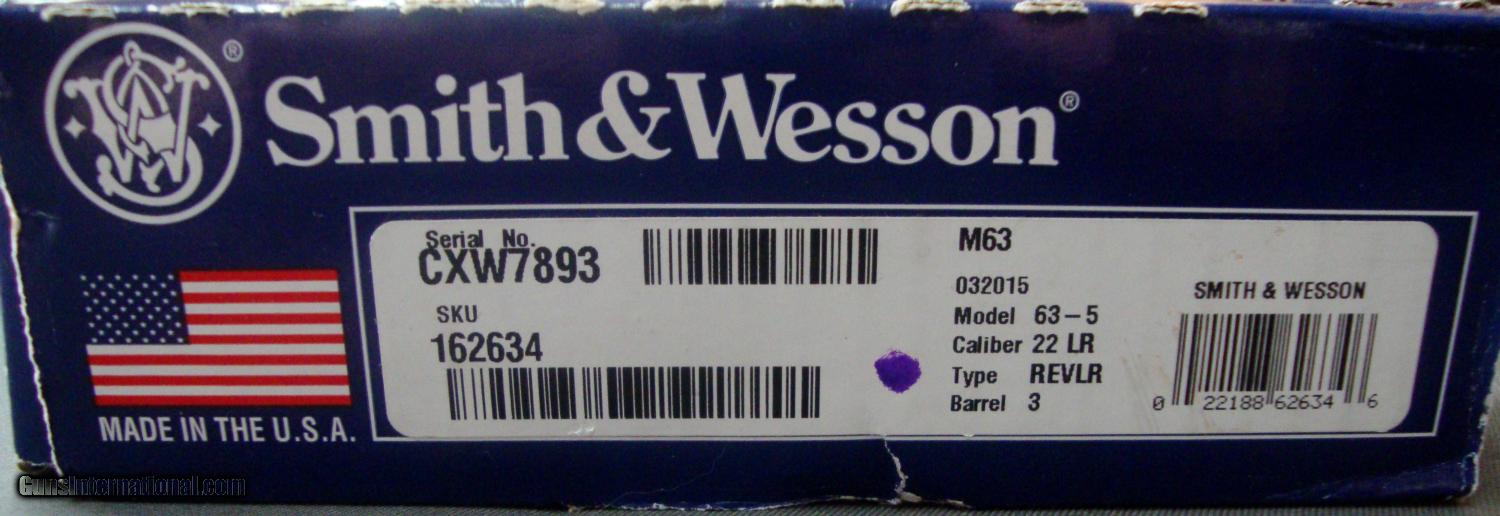 ®
Smith & Wesson®
Serial No.
CXW7893
SKU
162634
M63
032015
Model 63-5
Caliber 22 LR
Type REVLR
Barrel 3
SMITH & WESSON
0 22188 62634 6
MADE IN THE U.S.A.
GunsInternational.com